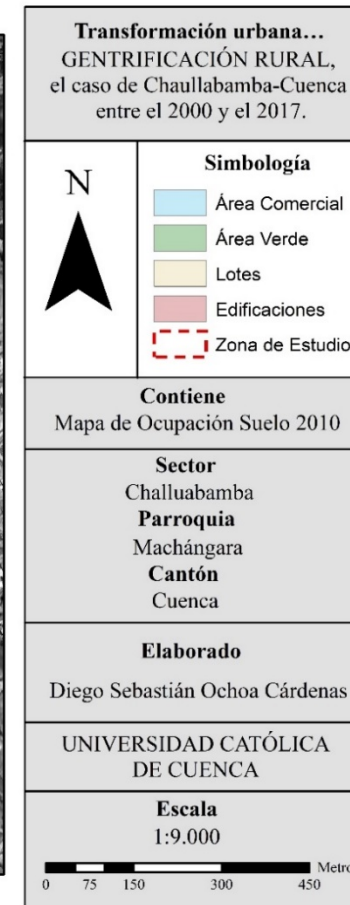 Transformación urbana…
GENTRIFICACIÓN RURAL,
el caso de Chaullabamba-Cuenca
entre el 2000 y el 2017.
N
Simbología
Área Comercial
Área Verde
Lotes
Edificaciones
Zona de Estudio
Contiene
Mapa de Ocupación Suelo 2010
Sector
Challuabamba
Parroquia
Machángara
Cantón
Cuenca
Elaborado
Diego Sebastián Ochoa Cárdenas
UNIVERSIDAD CATÓLICA
DE CUENCA
Escala
1:9.000
Metro
0 75 150 300 450